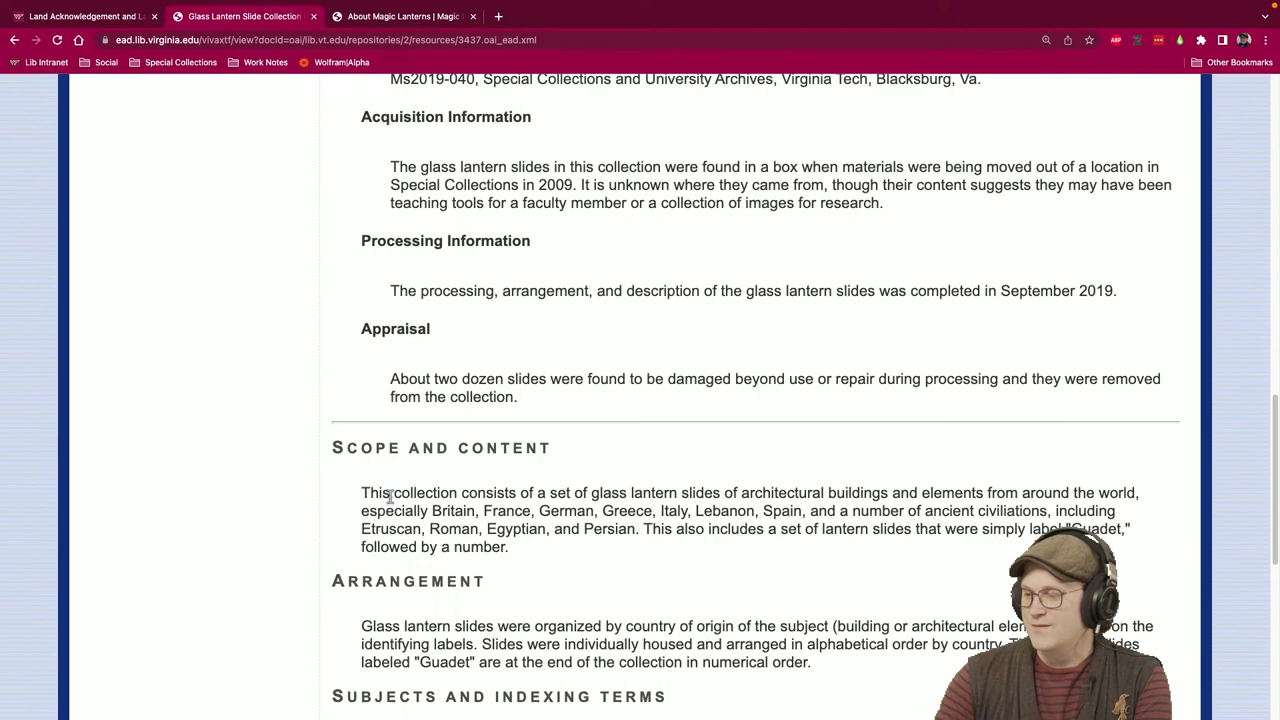 Land Acknowledgement and L
Glass Lantern Slide Collection
About Magic Lanterns | Magic
ead.lib.virginia.edu/vivaxtf/view?docId=oai/lib.vt.edu/repositories/2/resources/3437.oai_ead.xml
ABP
Lib Intranet Social Special Collections Work Notes Wolfram|Alpha Other Bookmarks
Ms2019-040, Special Collections and University Archives, Virginia Tech, Blacksburg, Va.
Acquisition Information
The glass lantern slides in this collection were found in a box when materials were being moved out of a location in
Special Collections in 2009. It is unknown where they came from, though their content suggests they may have been
teaching tools for a faculty member or a collection of images for research.
Processing Information
The processing, arrangement, and description of the glass lantern slides was completed in September 2019.
Appraisal
About two dozen slides were found to be damaged beyond use or repair during processing and they were removed
from the collection.
SCOPE AND CONTENT
This collection consists of a set of glass lantern slides of architectural buildings and elements from around the world,
especially Britain, France, German, Greece, Italy, Lebanon, Spain, and a number of ancient civiliations, including
Etruscan, Roman, Egyptian, and Persian. This also includes a set of lantern slides that were simply label "Guadet,"
followed by a number.
ARRANGEMENT
Glass lantern slides were organized by country of origin of the subject (building or architectural elem on the
identifying labels. Slides were individually housed and arranged in alphabetical order by country. slides
labeled "Guadet" are at the end of the collection in numerical order.
SUBJECTS AND INDEXING TERMS